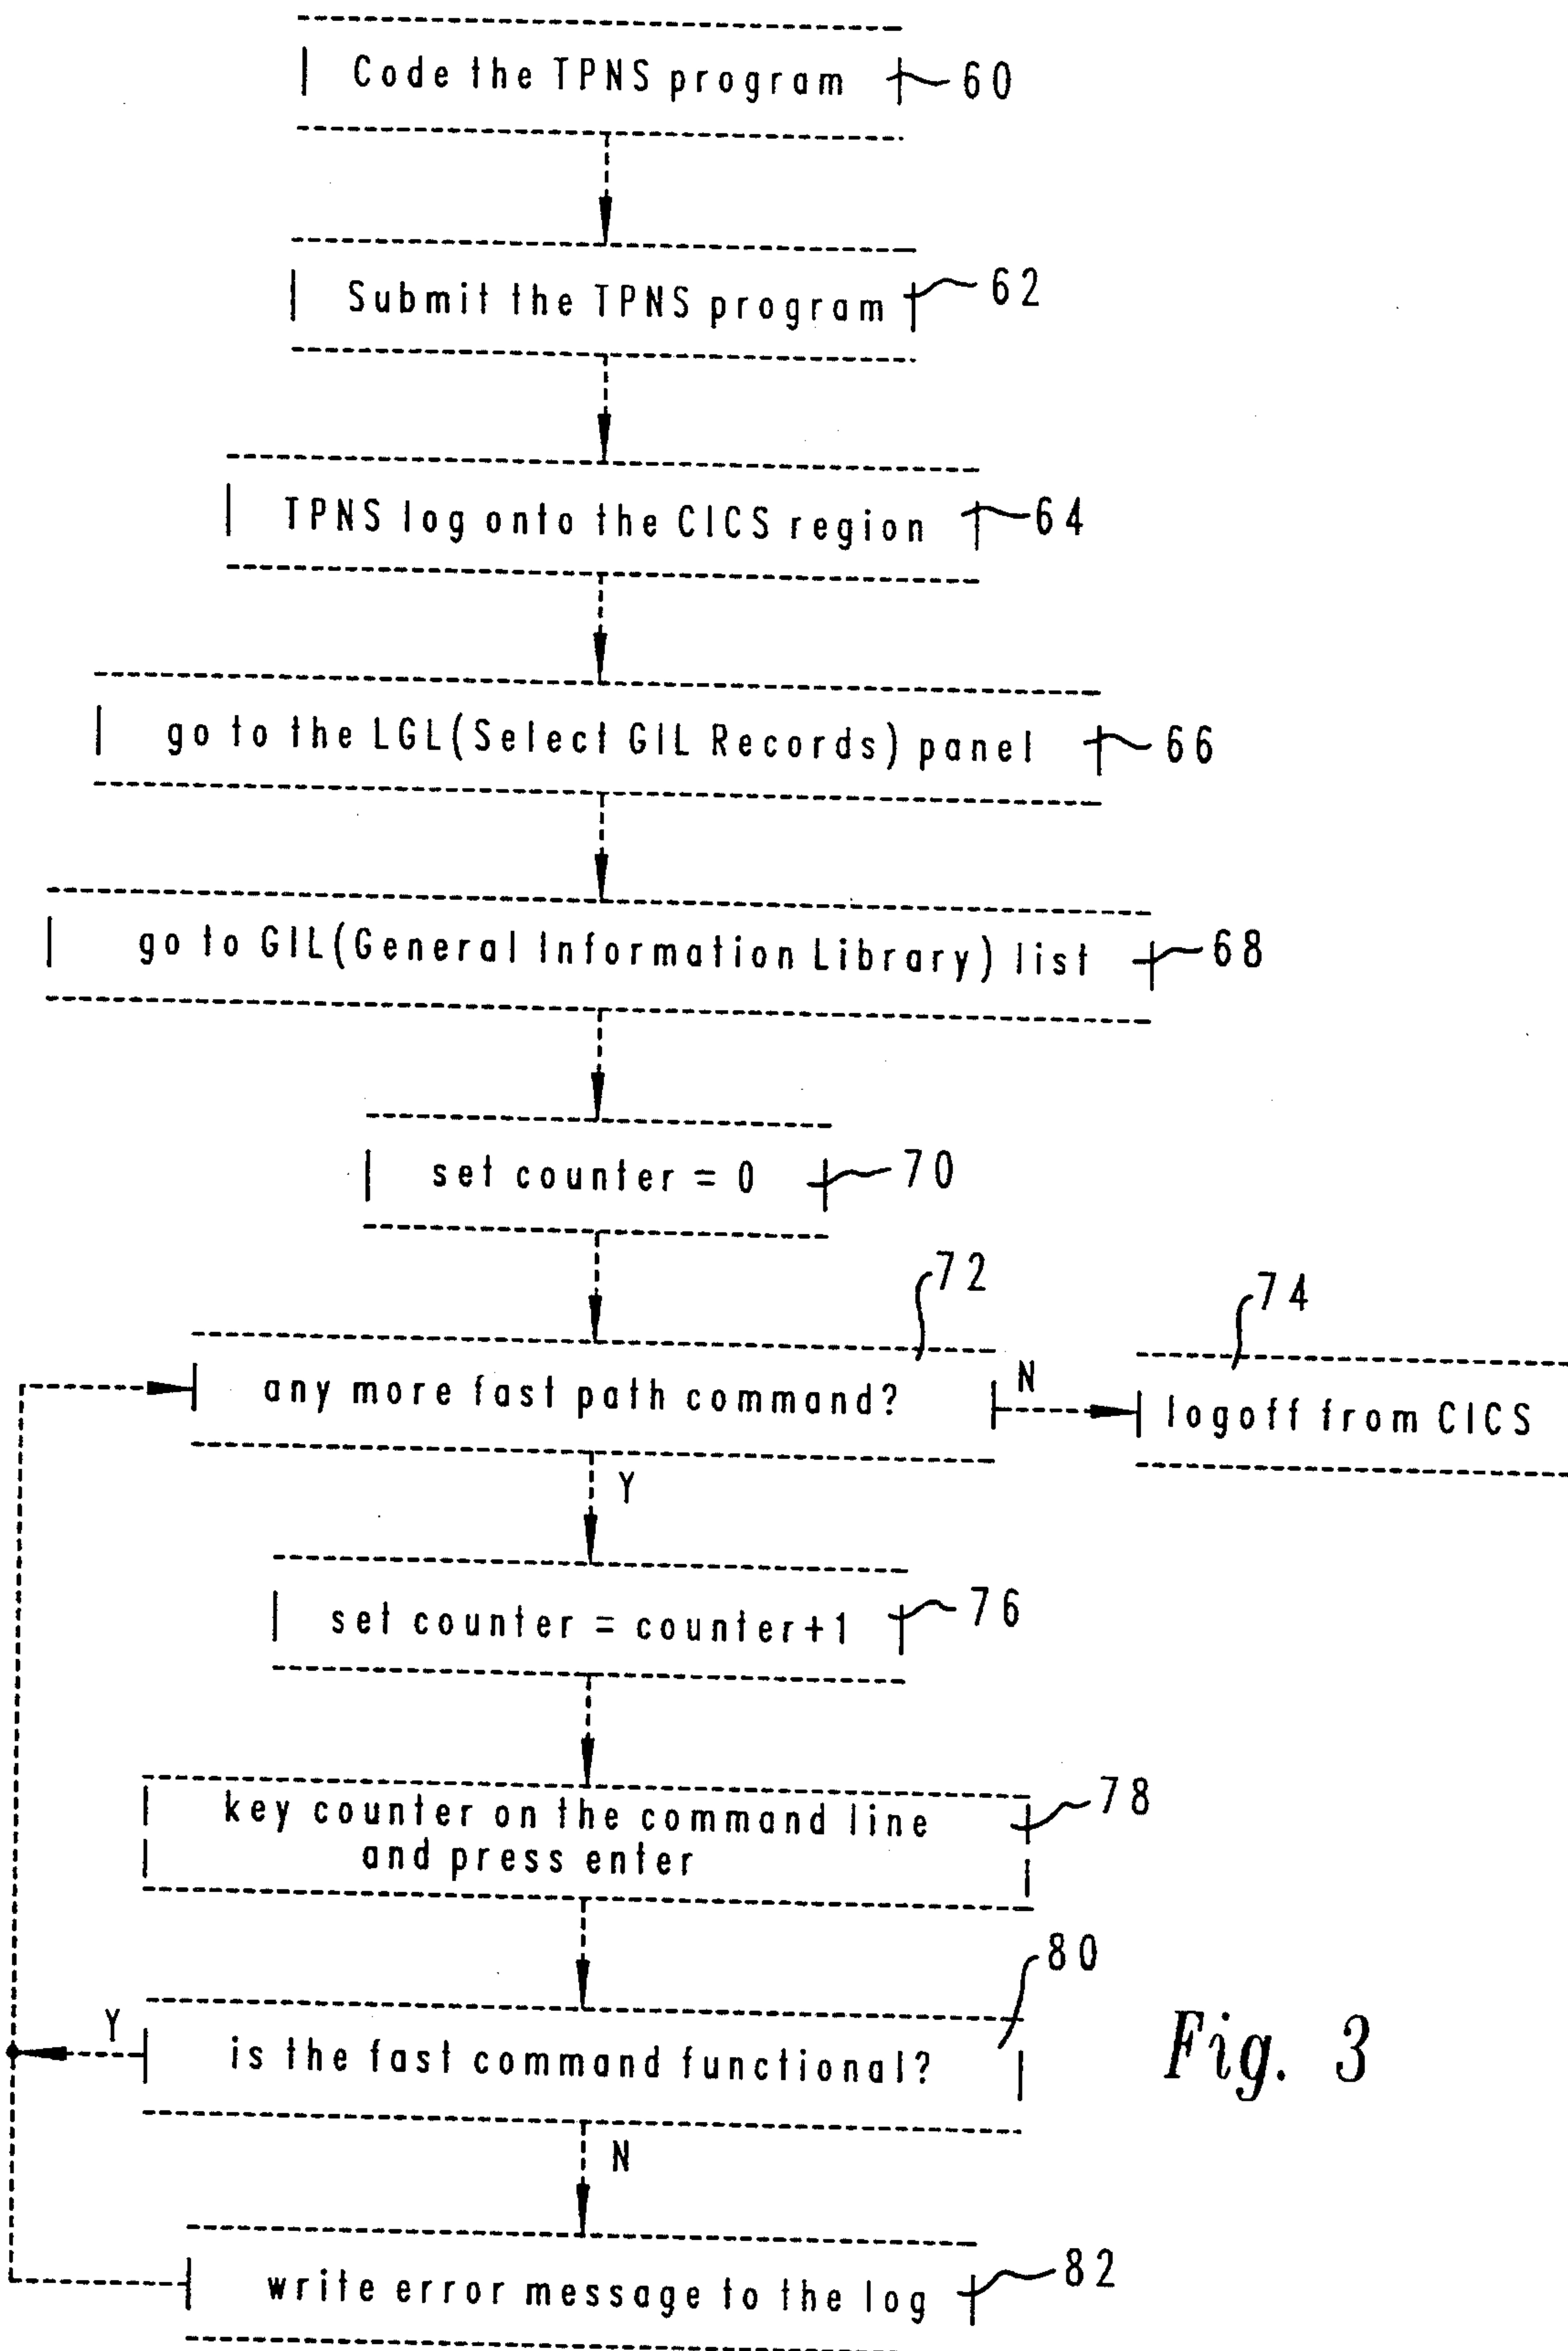 Code the TPNS program 60
Submit the TPNS program 62
TPNS log onto the CICS region 64
go to the LGL(Select GIL Records) panel 66
go to GIL(General Information Library) list 68
set counter = 0 70
72
74
any more fast path command?
N
logoff from CICS
Y
set counter = counter+1 76
key counter on the command line 78
and press enter
80
Y
is the fast command functional?
Fig. 3
N
write error message to the log 82